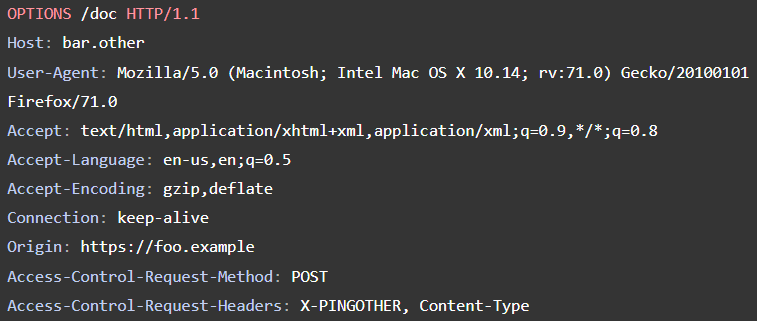 OPTIONS /doc HTTP/1.1
Host: bar.other
User-Agent: Mozilla/5.0 (Macintosh; Intel Mac OS X 10.14; rv:71.0) Gecko/20100101
Firefox/71.0
Accept: text/html,application/xhtml+xml,application/xml;q=0.9,*/*;q=0.8
Accept-Language: en-us,en;q=0.5
Accept-Encoding: gzip,deflate
Connection: keep-alive
Origin: https://foo.example
Access-Control-Request-Method: POST
Access-Control-Request-Headers: X-PINGOTHER, Content-Type